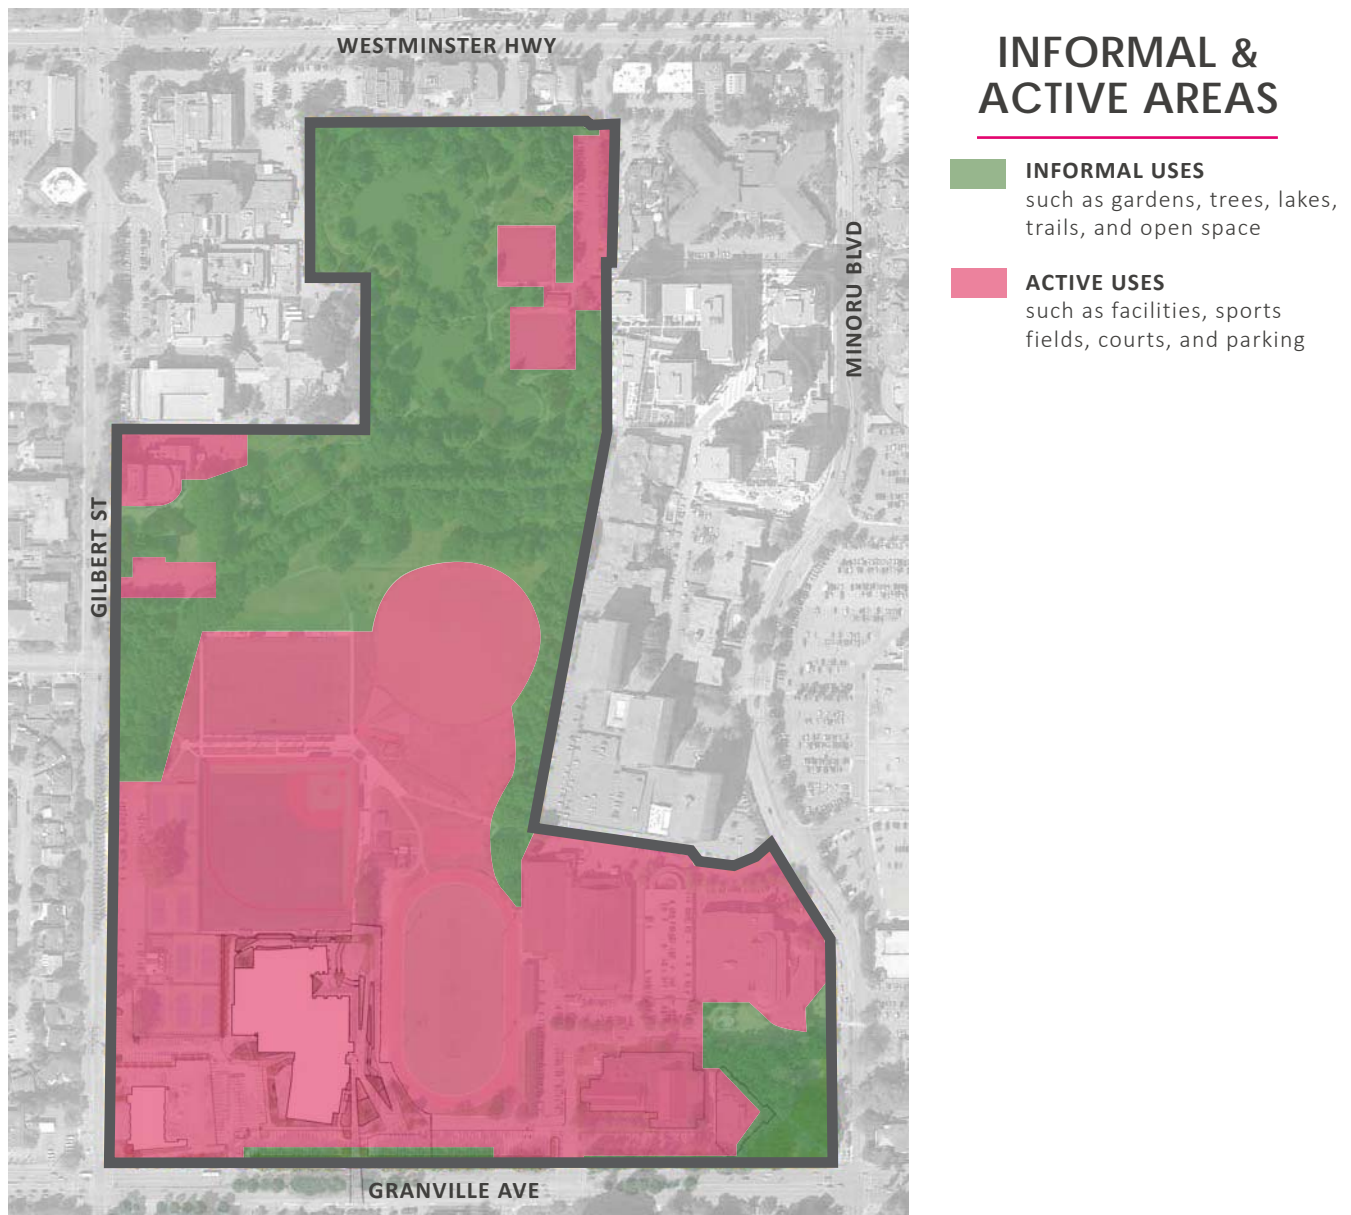 WESTMINSTER HWY
MINORU BLVD
GILBERT ST
GRANVILLE AVE
INFORMAL &
ACTIVE AREAS
INFORMAL USES
such as gardens, trees, lakes,
trails, and open space
ACTIVE USES
such as facilities, sports
fields, courts, and parking